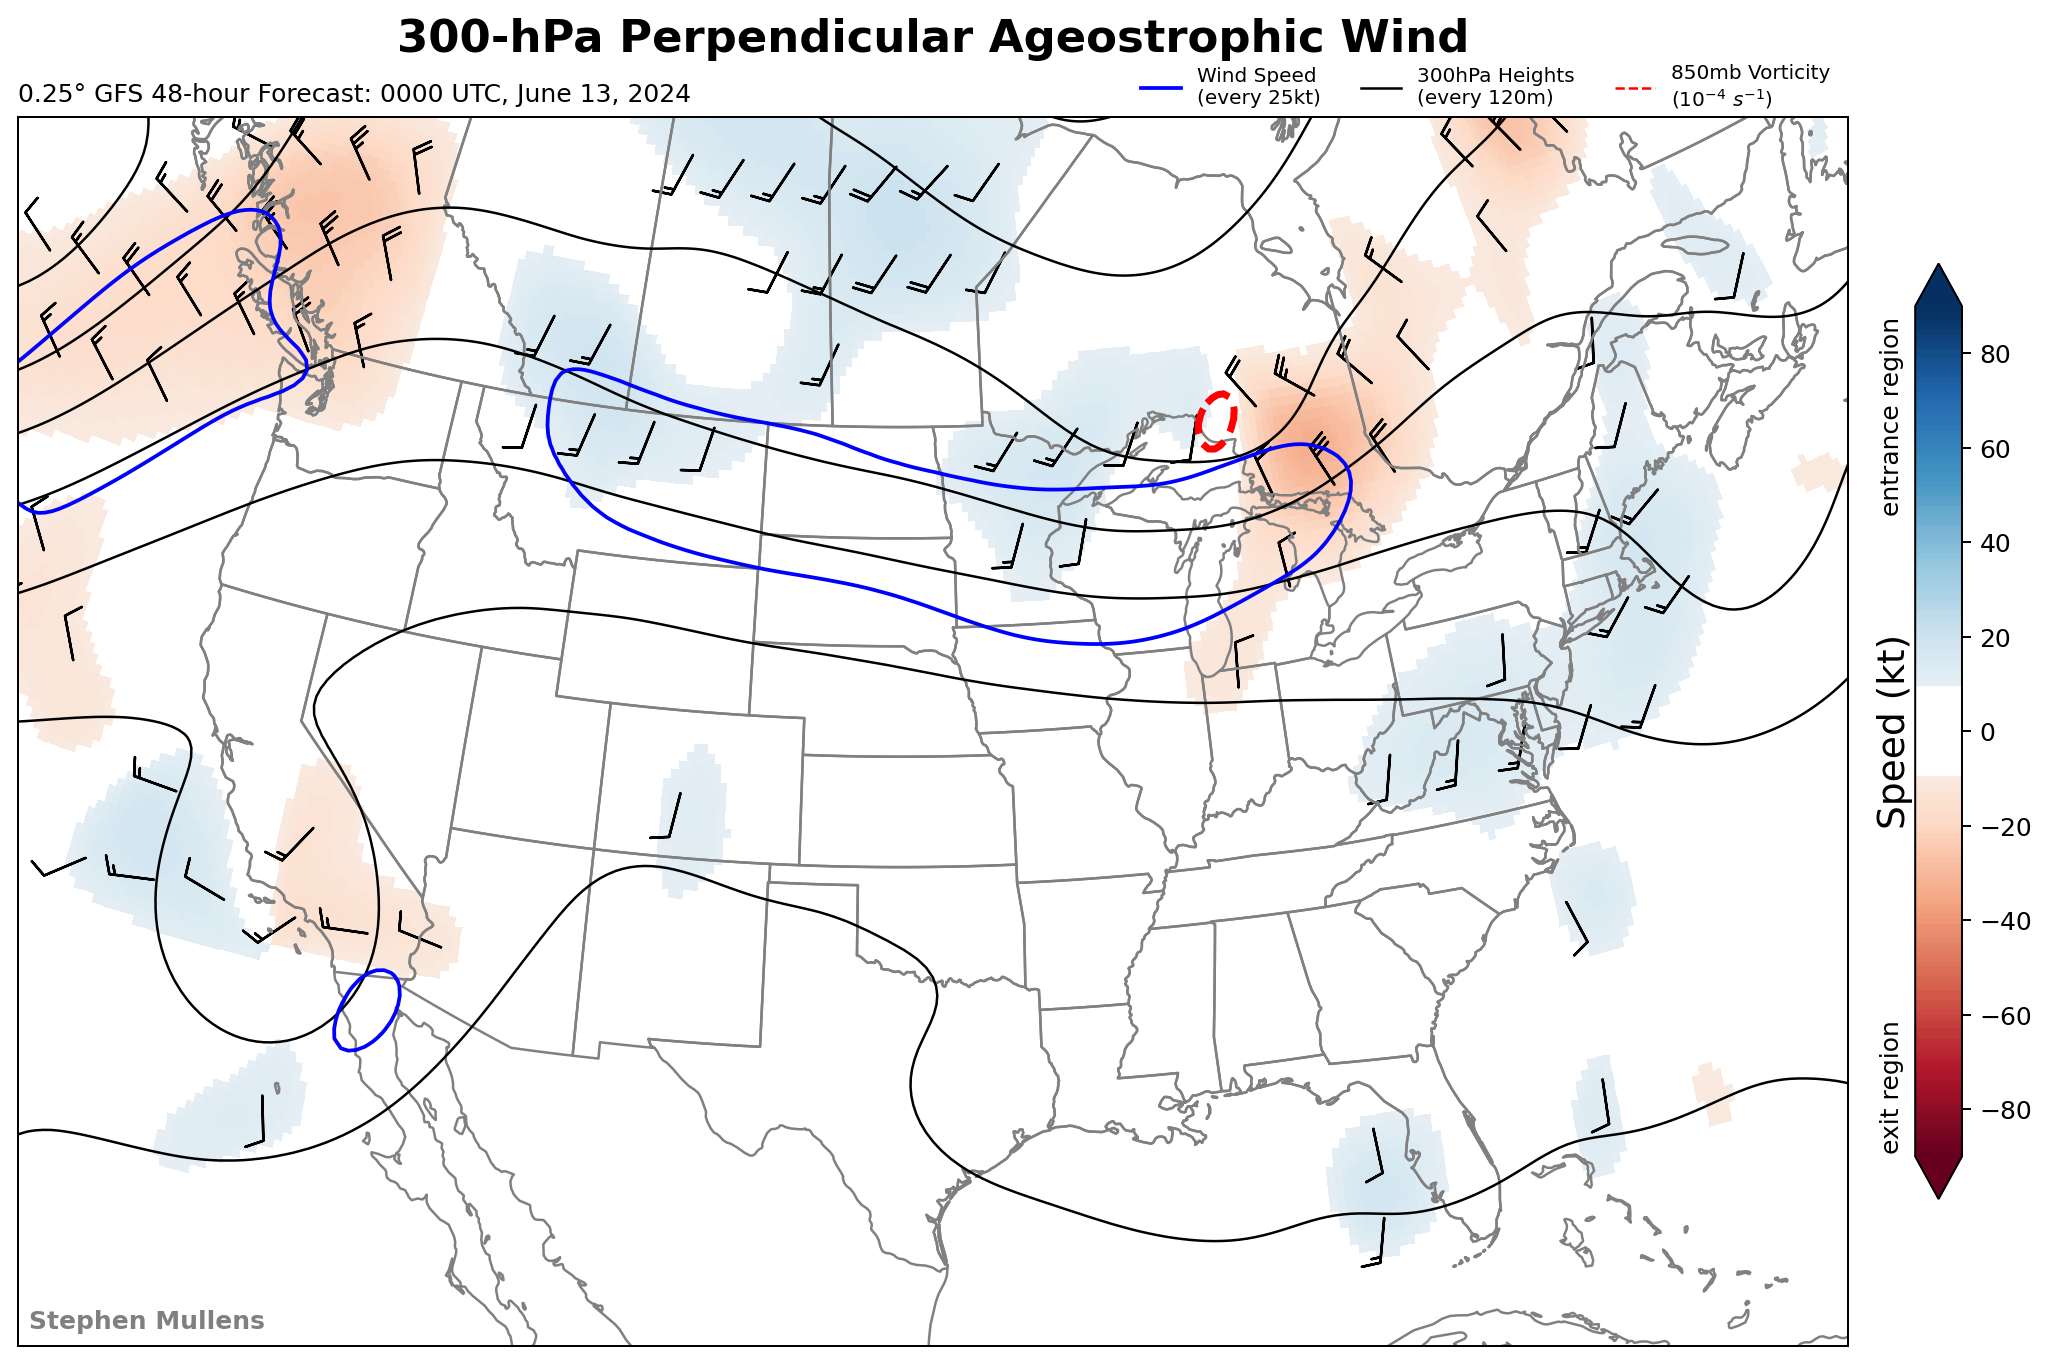 300-hPa Perpendicular Ageostrophic Wind
0.25° GFS 48-hour Forecast: 0000 UTC, June 13, 2024
Wind Speed
(every 25kt)
300hPa Heights
(every 120m)
850mb Vorticity
(10⁻⁴ s⁻¹)
entrance region
Speed (kt)
exit region
80
60
40
20
0
−20
−40
−60
−80
Stephen Mullens